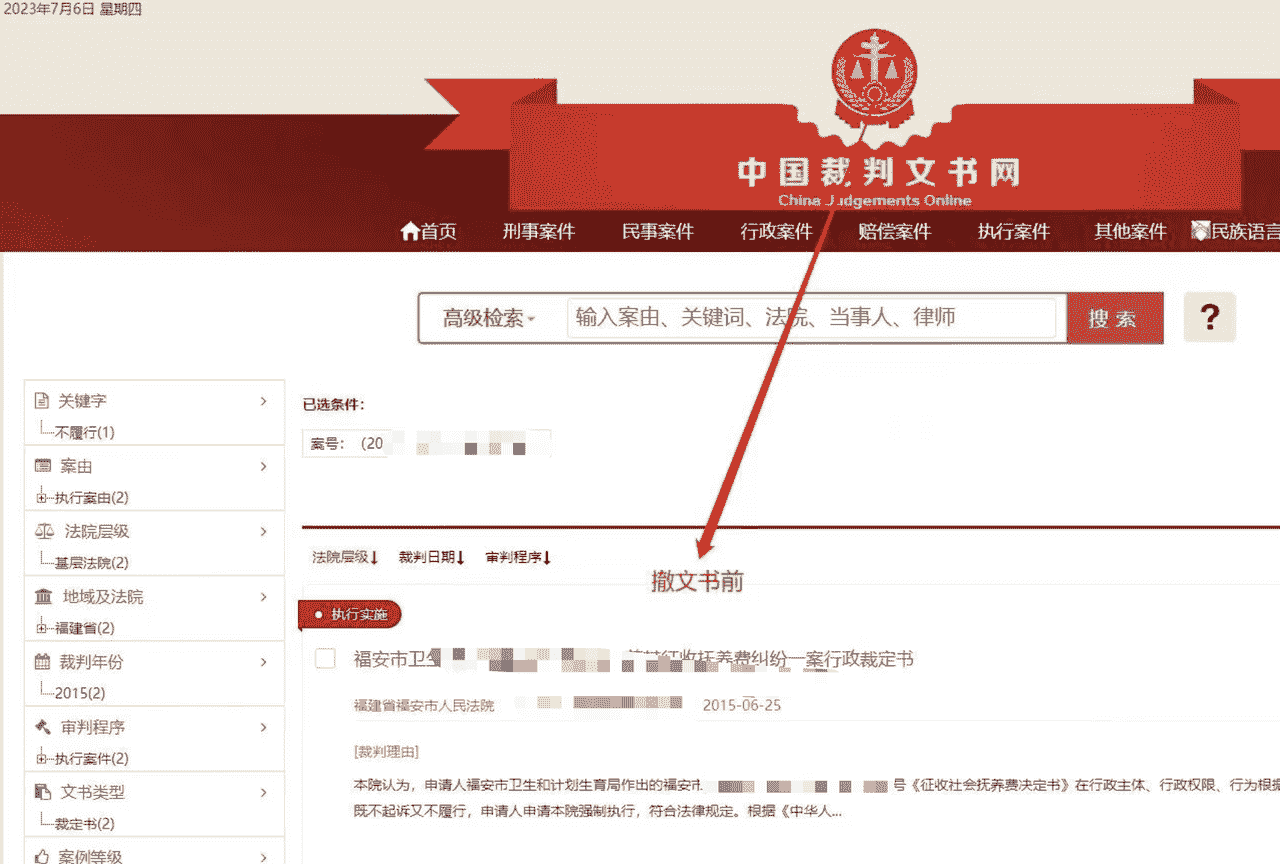 2023年7月6日 星期四
中国裁判文书网
China Judgements Online
首页 刑事案件 民事案件 行政案件 赔偿案件 执行案件 其他案件 民族语言
高级检索 输入案由、关键词、法院、当事人、律师 搜索 ?
关键字
不履行(1)
案由
执行案由(2)
法院层级
基层法院(2)
地域及法院
福建省(2)
裁判年份
2015(2)
审判程序
执行案件(2)
文书类型
裁定书(2)
案例等级
已选条件：
案号： (20
法院层级 裁判日期 审判程序
撤文书前
执行实施
福安市卫生 征收抚养费纠纷一案行政裁定书
福建省福安市人民法院 2015-06-25
[裁判理由]
本院认为，申请人福安市卫生和计划生育局作出的福安市 号《征收社会抚养费决定书》在行政主体、行政权限、行为根据
既不起诉又不履行，申请人申请本院强制执行，符合法律规定。根据《中华人...